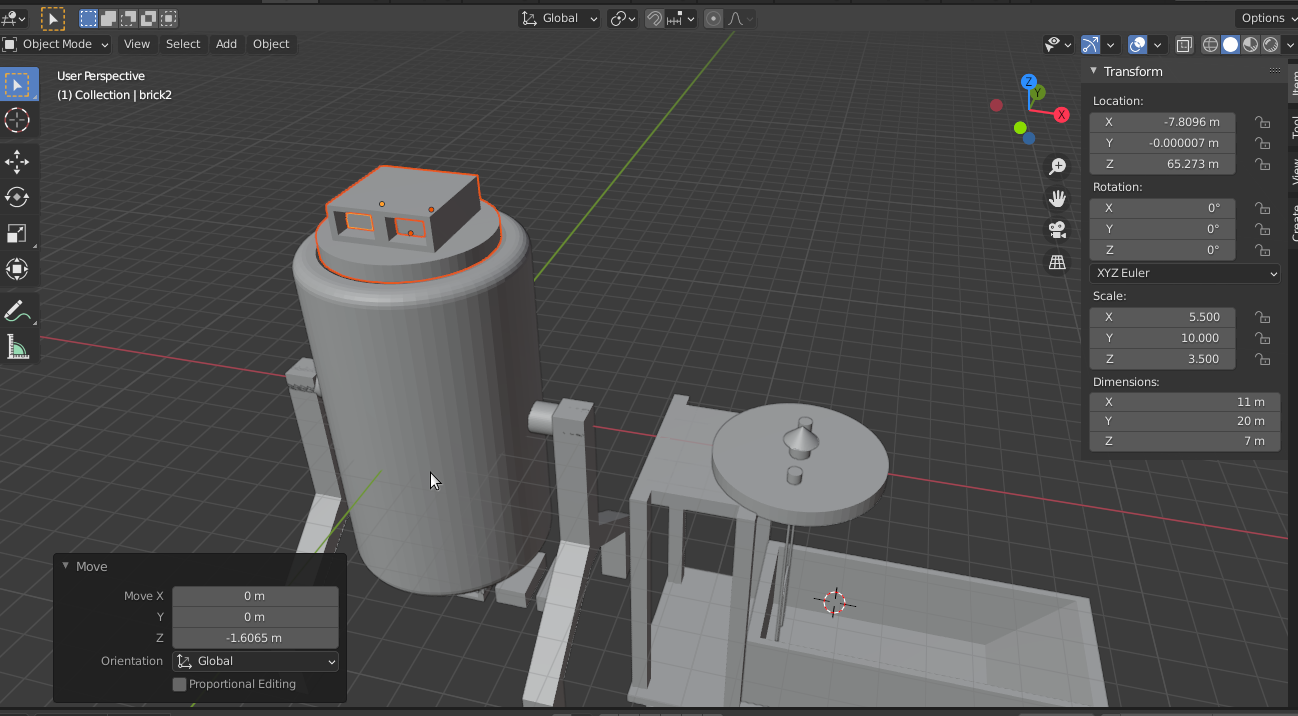 Global
Options
Object Mode
View
Select
Add
Object
User Perspective
(1) Collection | brick2
Z
Y
X
Transform
Location:
X -7.8096 m
Y -0.000007 m
Z 65.273 m
Rotation:
X 0°
Y 0°
Z 0°
XYZ Euler
Scale:
X 5.500
Y 10.000
Z 3.500
Dimensions:
X 11 m
Y 20 m
Z 7 m
Item
Tool
View
Create
Move
Move X 0 m
Y 0 m
Z -1.6065 m
Orientation Global
Proportional Editing